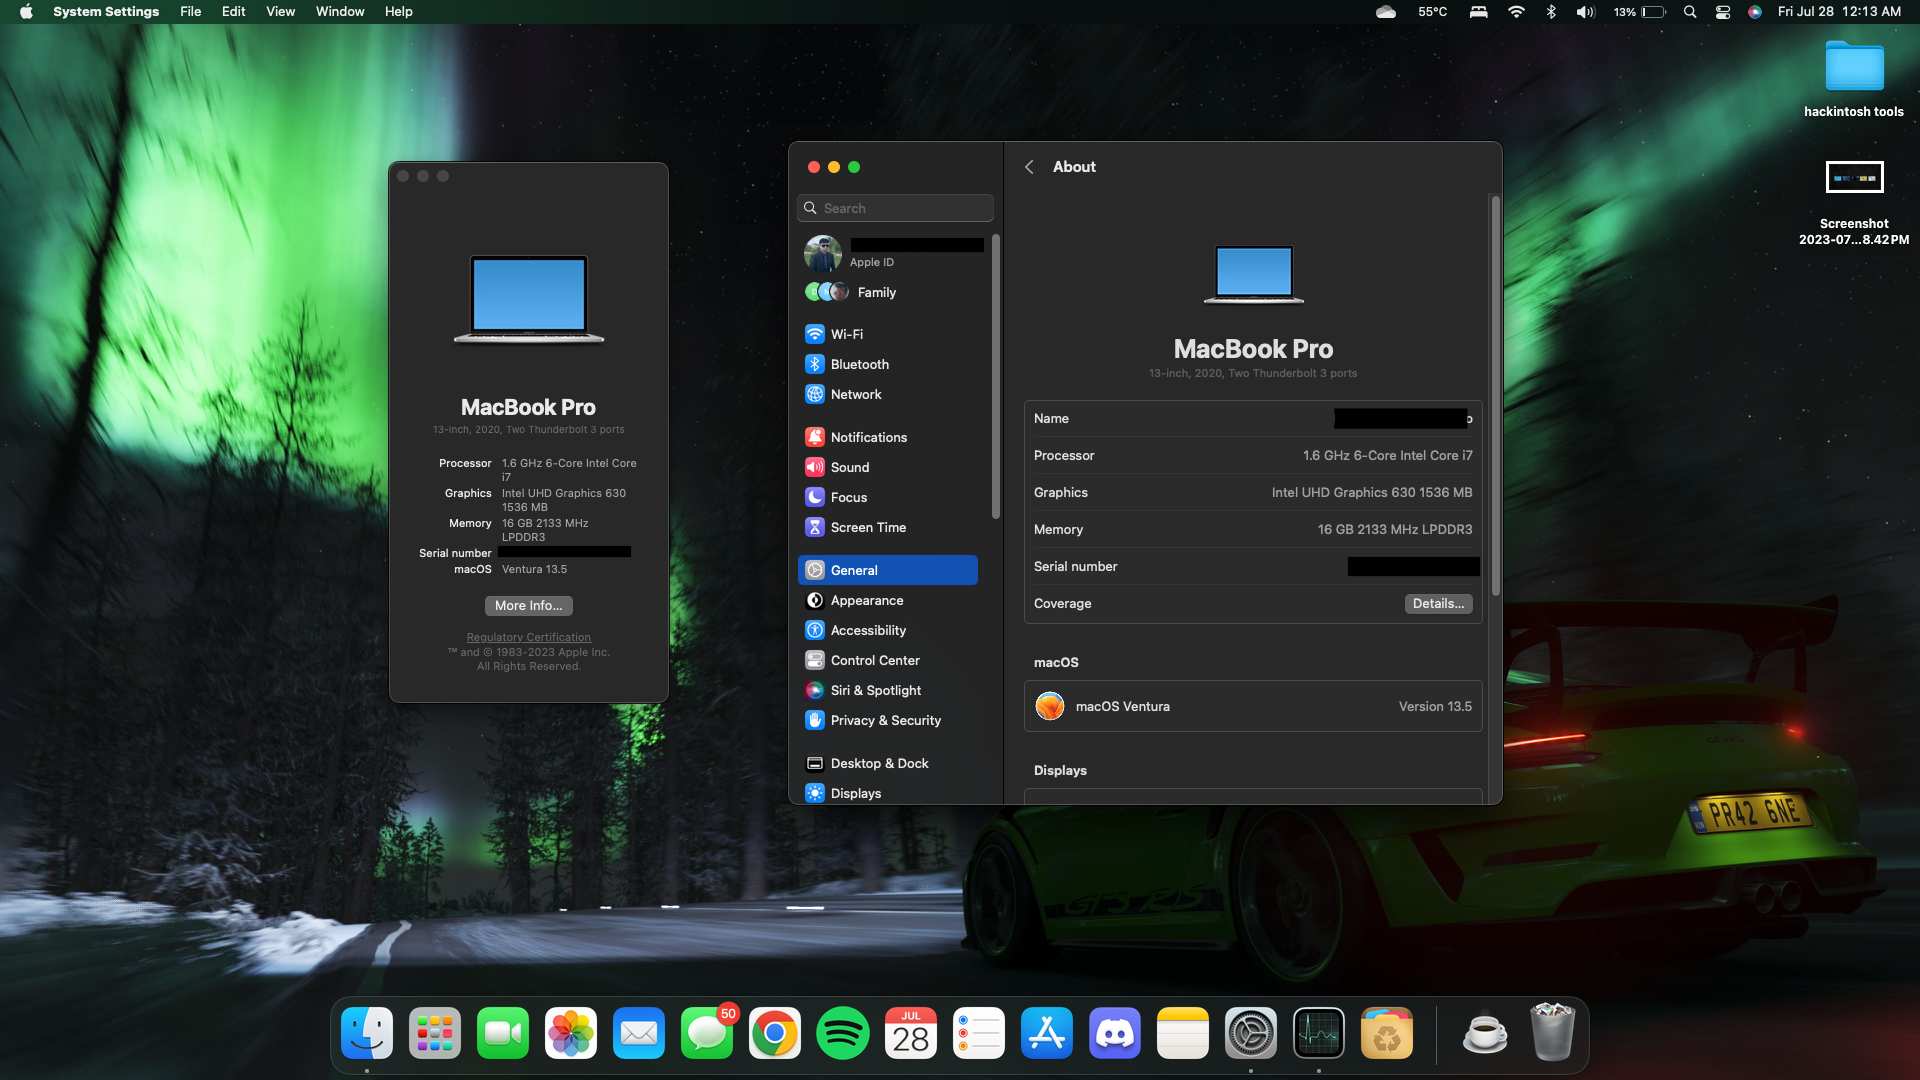 System Settings File Edit View Window Help
55°C 13% Fri Jul 28 12:13 AM
hackintosh tools
Screenshot
2023-07...8.42 PM
MacBook Pro
13-inch, 2020, Two Thunderbolt 3 ports
Processor 1.6 GHz 6-Core Intel Core
i7
Graphics Intel UHD Graphics 630
1536 MB
Memory 16 GB 2133 MHz
LPDDR3
Serial number
macOS Ventura 13.5
More Info...
Regulatory Certification
™ and © 1983-2023 Apple Inc.
All Rights Reserved.
Search
Apple ID
Family
Wi-Fi
Bluetooth
Network
Notifications
Sound
Focus
Screen Time
General
Appearance
Accessibility
Control Center
Siri & Spotlight
Privacy & Security
Desktop & Dock
Displays
About
MacBook Pro
13-inch, 2020, Two Thunderbolt 3 ports
Name
Processor 1.6 GHz 6-Core Intel Core i7
Graphics Intel UHD Graphics 630 1536 MB
Memory 16 GB 2133 MHz LPDDR3
Serial number
Coverage Details...
macOS
macOS Ventura Version 13.5
Displays
GT3 RS
PR42 6NE
GT3 RS
50
JUL
28